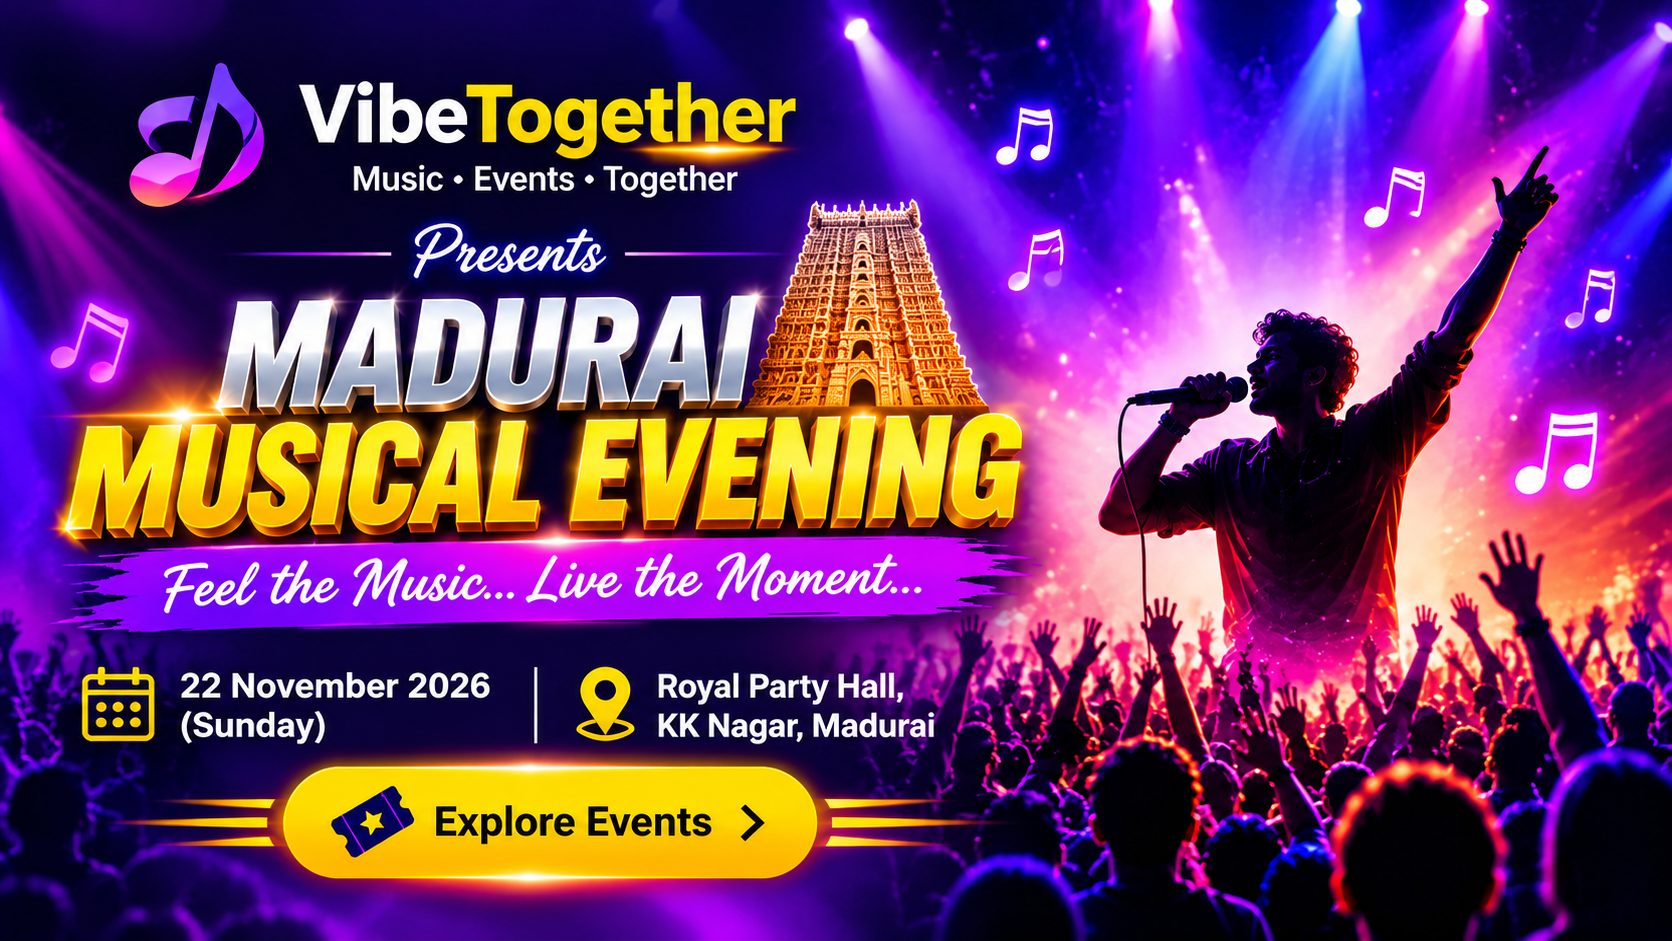 VibeTogether
Music • Events • Together
Presents
MADURAI
MUSICAL EVENING
Feel the Music... Live the Moment...
22 November 2026
(Sunday)
Royal Party Hall,
KK Nagar, Madurai
Explore Events